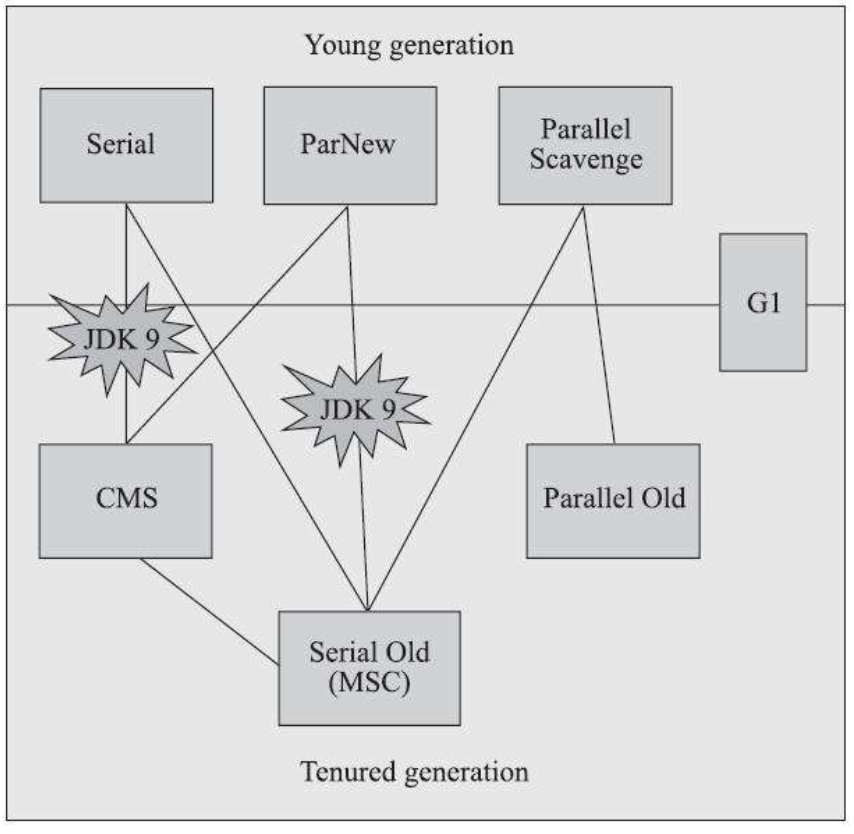 Young generation
Serial
ParNew
Parallel
Scavenge
G1
JDK 9
JDK 9
CMS
Parallel Old
Serial Old
(MSC)
Tenured generation